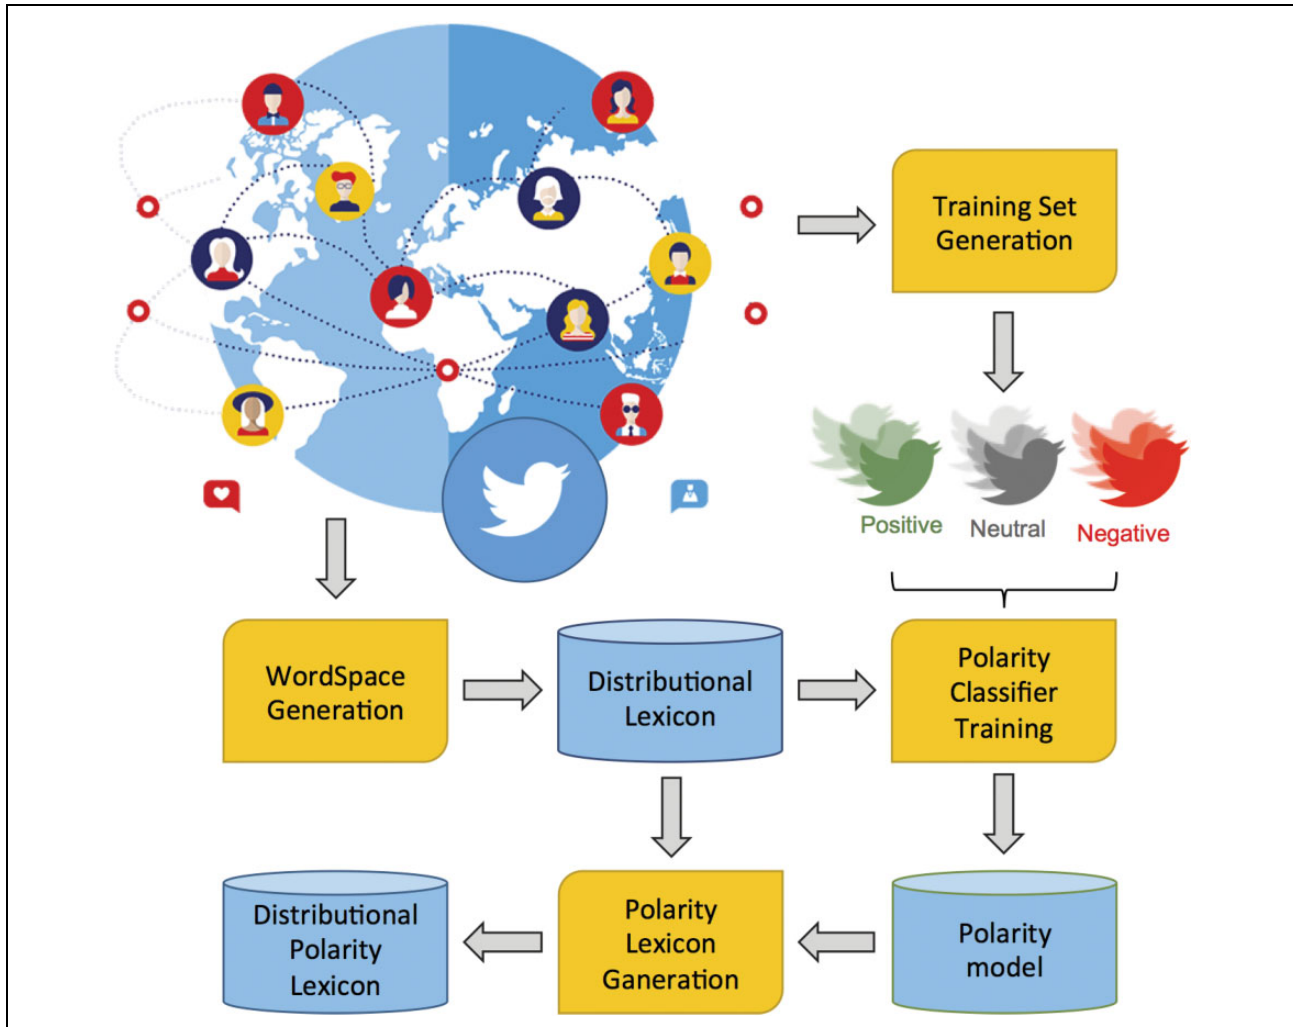 Training Set
Generation
Positive
Neutral
Negative
WordSpace
Generation
Distributional
Lexicon
Polarity
Classifier
Training
Distributional
Polarity
Lexicon
Polarity
Lexicon
Ganeration
Polarity
model